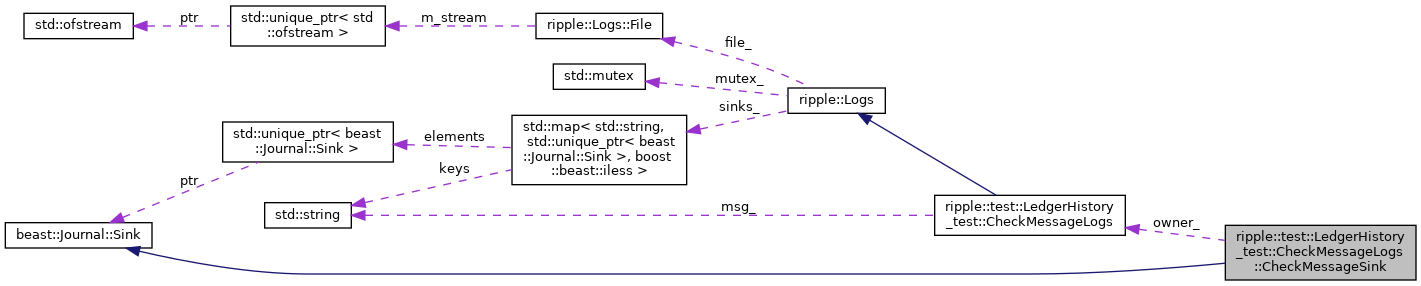 std::ofstream
ptr
std::unique_ptr< std
::ofstream >
m_stream
ripple::Logs::File
file_
std::mutex
mutex_
ripple::Logs
sinks_
std::map< std::string,
 std::unique_ptr< beast
::Journal::Sink >, boost
::beast::iless >
elements
keys
std::unique_ptr< beast
::Journal::Sink >
ptr
std::string
msg_
beast::Journal::Sink
ripple::test::LedgerHistory
_test::CheckMessageLogs
owner_
ripple::test::LedgerHistory
_test::CheckMessageLogs
::CheckMessageSink